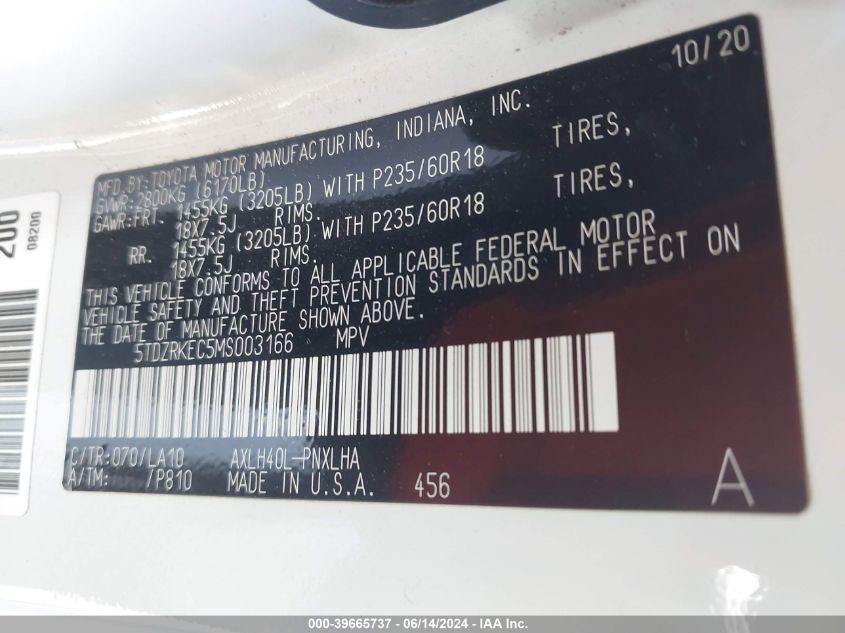 10/20
MFD. BY: TOYOTA MOTOR MANUFACTURING, INDIANA, INC.
GVWR: 2800KG (6170LB)
GAWR: FRT. 1455KG (3205LB) WITH P235/60R18 TIRES,
18X7.5J RIMS.
RR. 1455KG (3205LB) WITH P235/60R18 TIRES,
18X7.5J RIMS.
THIS VEHICLE CONFORMS TO ALL APPLICABLE FEDERAL MOTOR
VEHICLE SAFETY AND THEFT PREVENTION STANDARDS IN EFFECT ON
THE DATE OF MANUFACTURE SHOWN ABOVE.
5TDZRKEC5MS003166 MPV
C/TR: 070/LA10 AXLH40L-PNXLHA
A/TM: /P810 MADE IN U.S.A. 456
A
200
08200
000-39665737 - 06/14/2024 - IAA Inc.